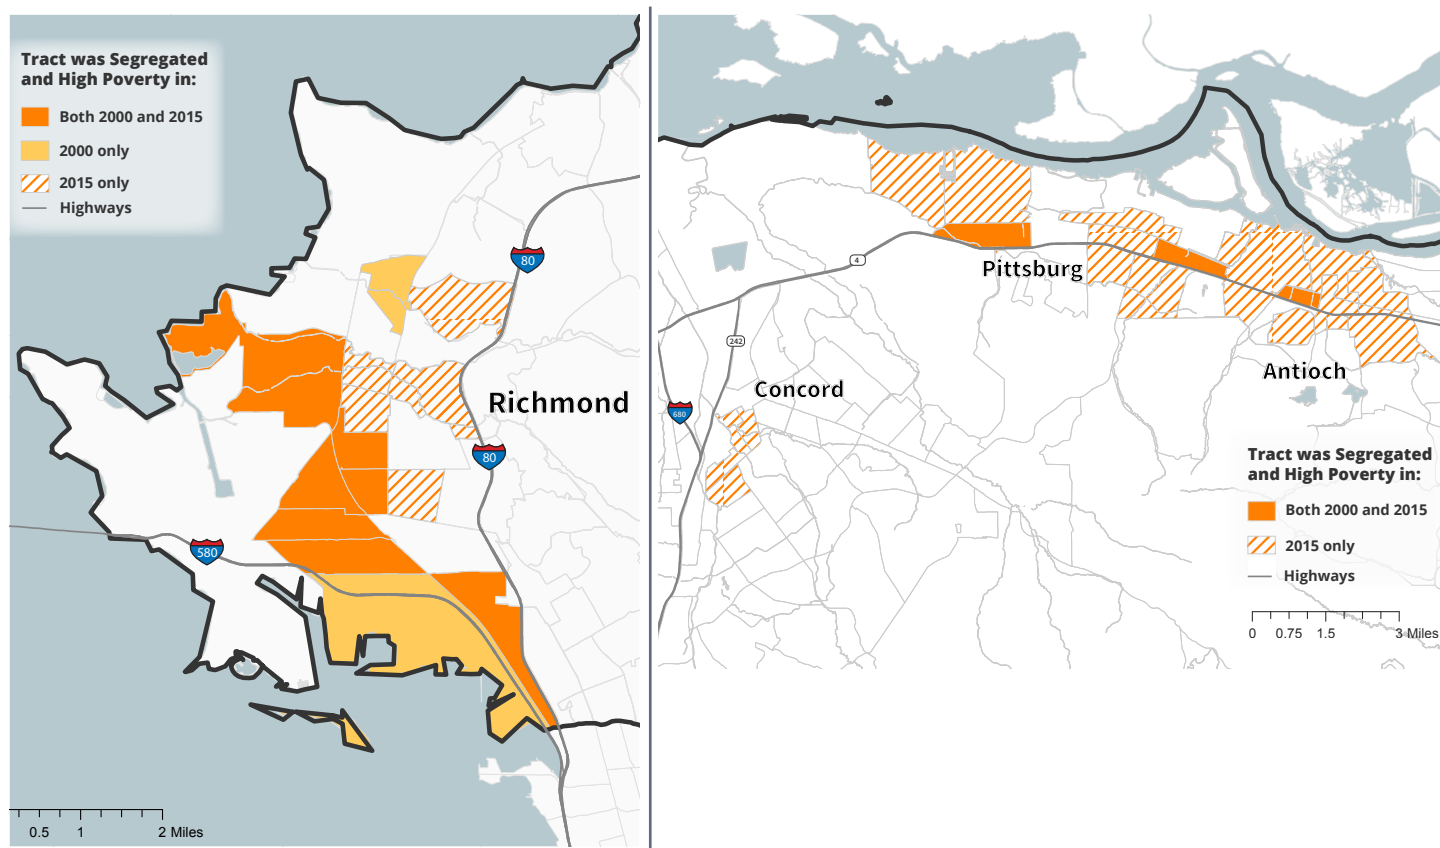 Tract was Segregated
and High Poverty in:
Both 2000 and 2015
2000 only
2015 only
Highways
80
Richmond
80
580
0.5 1 2 Miles
4
Pittsburg
242
Antioch
Concord
680
Tract was Segregated
and High Poverty in:
Both 2000 and 2015
2015 only
Highways
0 0.75 1.5 3 Miles